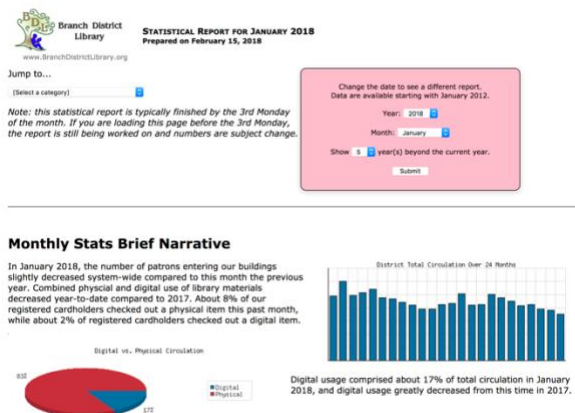 BDL
Branch District
Library
www.BranchDistrictLibrary.org
STATISTICAL REPORT FOR JANUARY 2018
Prepared on February 15, 2018
Jump to...
[Select a category]
Note: this statistical report is typically finished by the 3rd Monday
of the month. If you are loading this page before the 3rd Monday,
the report is still being worked on and numbers are subject change.
Change the date to see a different report.
Data are available starting with January 2012.
Year: 2018
Month: January
Show 5 year(s) beyond the current year.
Submit
Monthly Stats Brief Narrative
In January 2018, the number of patrons entering our buildings
slightly decreased system-wide compared to this month the previous
year. Combined physcial and digital use of library materials
decreased year-to-date compared to 2017. About 8% of our
registered cardholders checked out a physical item this past month,
while about 2% of registered cardholders checked out a digital item.
District Total Circulation Over 24 Months
Digital vs. Physical Circulation
83%
17%
Digital
Physical
Digital usage comprised about 17% of total circulation in January
2018, and digital usage greatly decreased from this time in 2017.